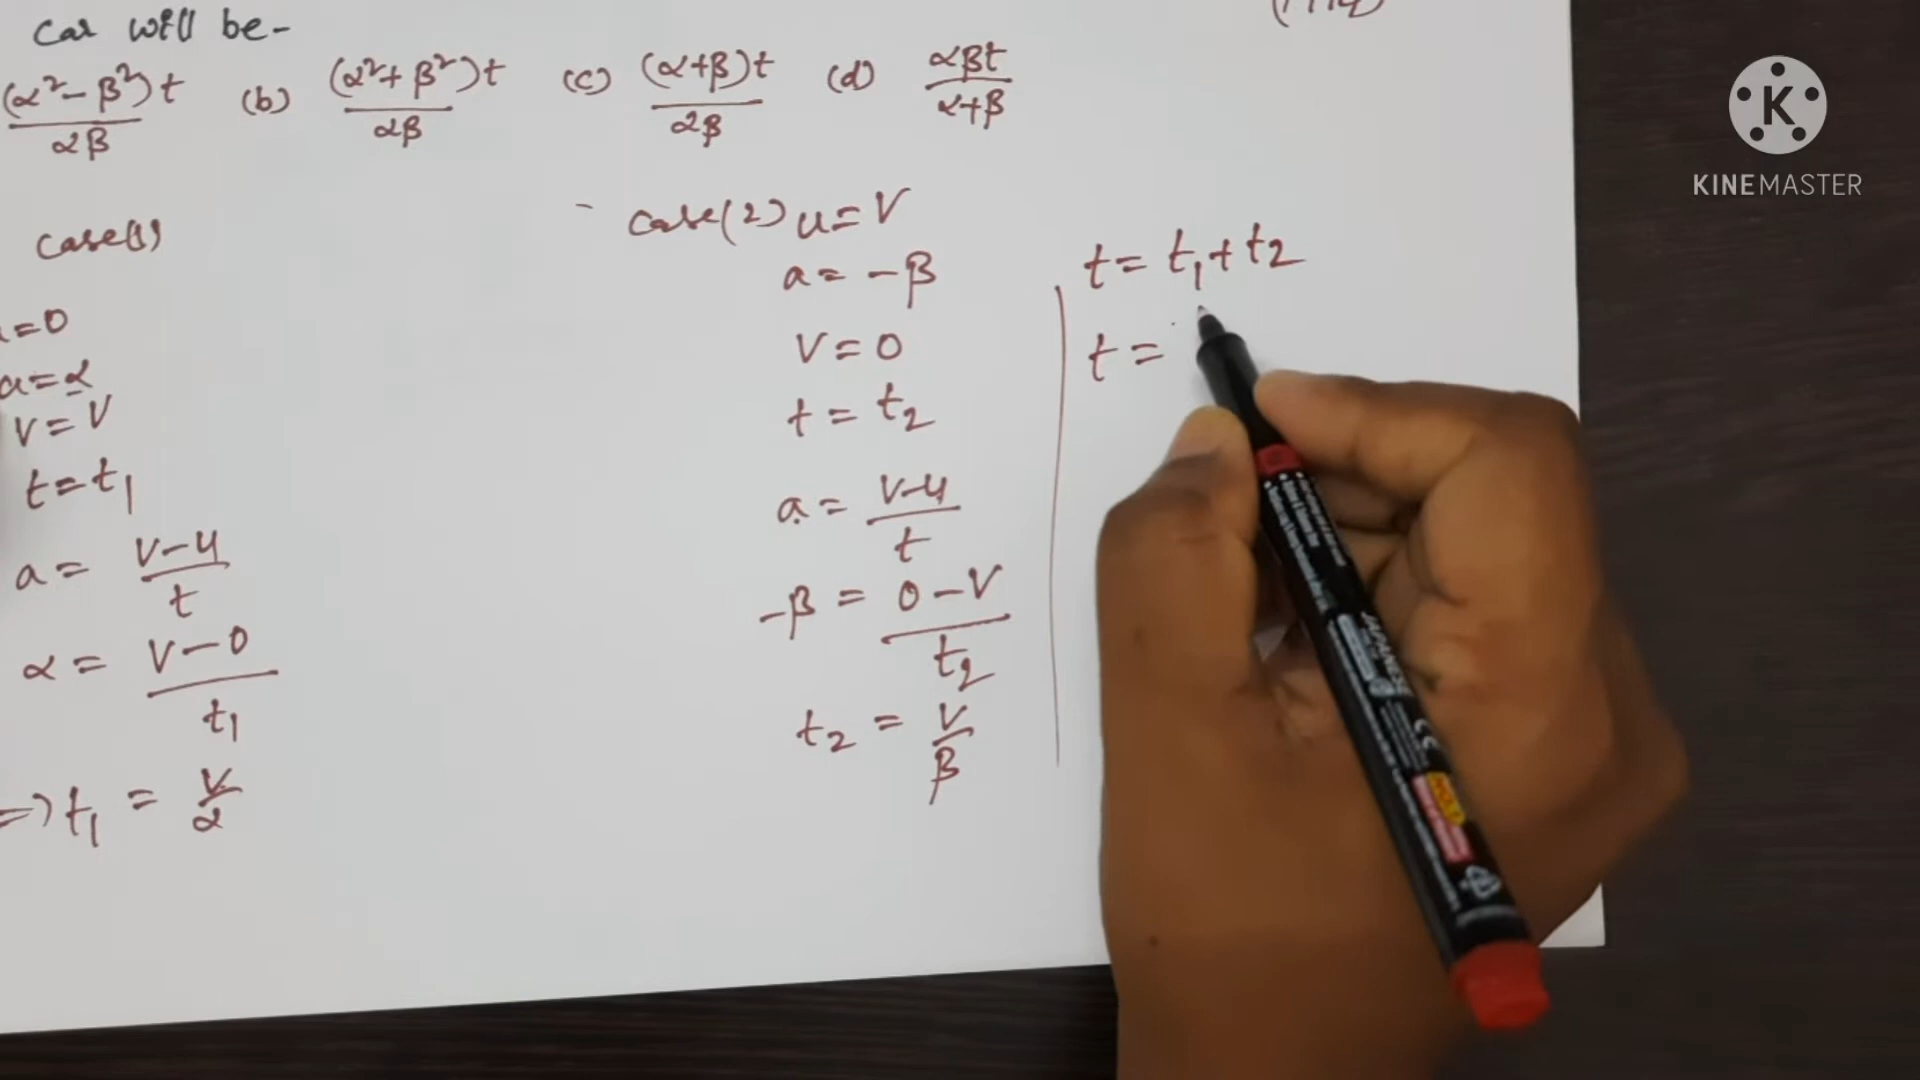 Car will be-
(α²-β²)t/αβ (b) (α²+β²)t/αβ (c) (α+β)t/αβ (d) αβt/α+β
KINEMASTER
Case(1)
u=0
a=α
v=V
t=t₁
a= v-u/t
α= V-0/t₁
=> t₁ = V/α
Case(2) u=V
a= -β
V=0
t= t₂
a= v-u/t
-β = 0-V/t₂
t₂ = V/β
t= t₁+t₂
t=
JAPANESE